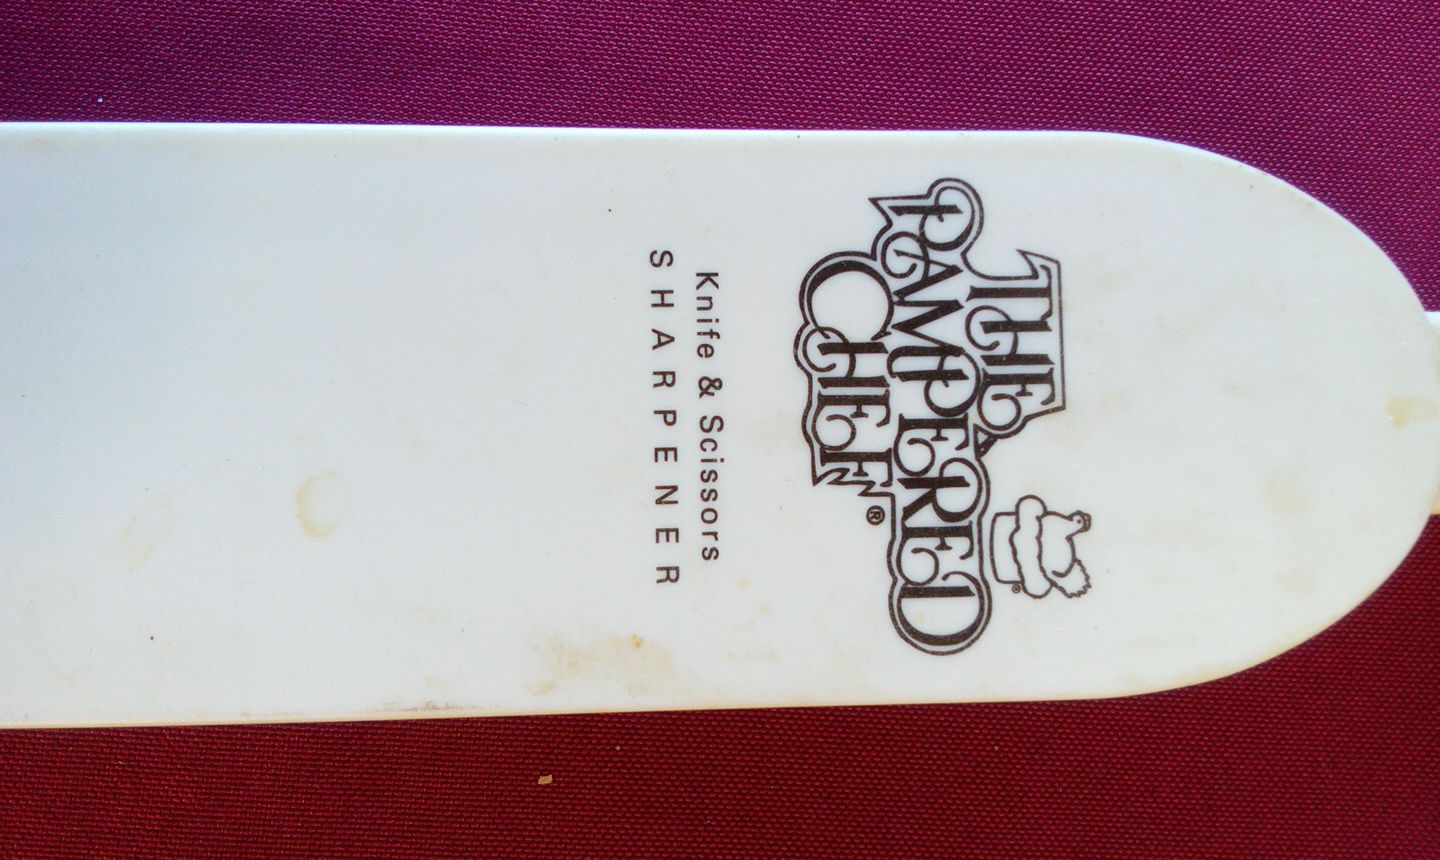 THE
PAMPERED
CHEF®
Knife & Scissors
SHARPENER